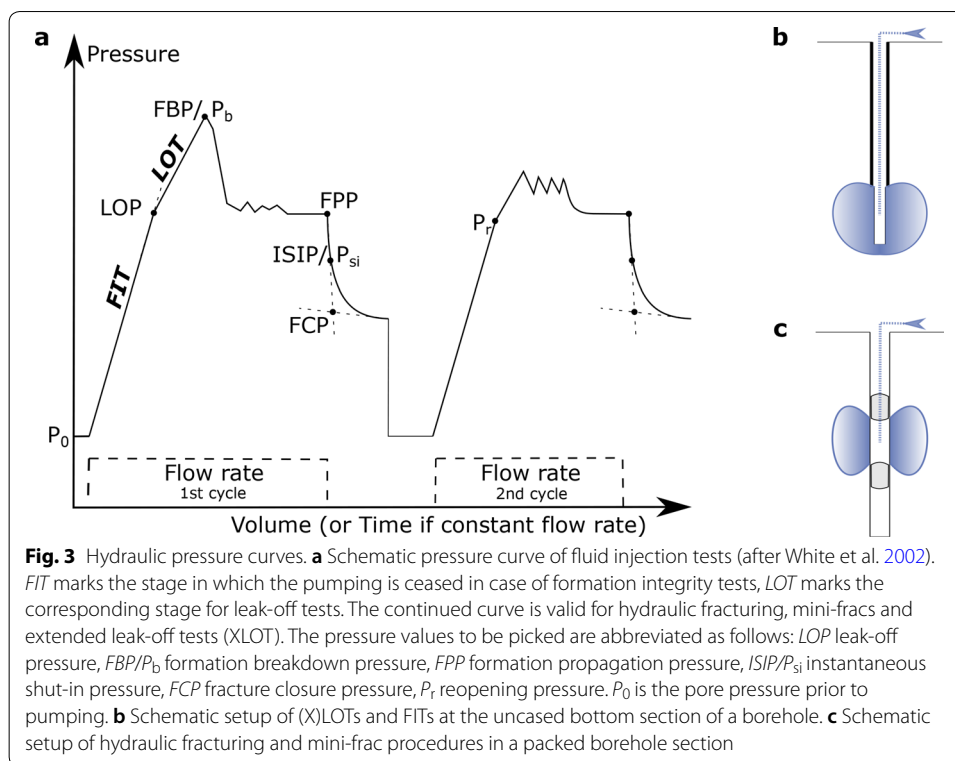 a
Pressure
FBP/ Pb
LOT
LOP
FPP
Pr
ISIP/ Psi
FIT
FCP
P0
Flow rate
1st cycle
Flow rate
2nd cycle
Volume (or Time if constant flow rate)
b
c
Fig. 3 Hydraulic pressure curves. a Schematic pressure curve of fluid injection tests (after White et al. 2002).
FIT marks the stage in which the pumping is ceased in case of formation integrity tests, LOT marks the
corresponding stage for leak-off tests. The continued curve is valid for hydraulic fracturing, mini-fracs and
extended leak-off tests (XLOT). The pressure values to be picked are abbreviated as follows: LOP leak-off
pressure, FBP/Pb formation breakdown pressure, FPP formation propagation pressure, ISIP/Psi instantaneous
shut-in pressure, FCP fracture closure pressure, Pr reopening pressure. P0 is the pore pressure prior to
pumping. b Schematic setup of (X)LOTs and FITs at the uncased bottom section of a borehole. c Schematic
setup of hydraulic fracturing and mini-frac procedures in a packed borehole section